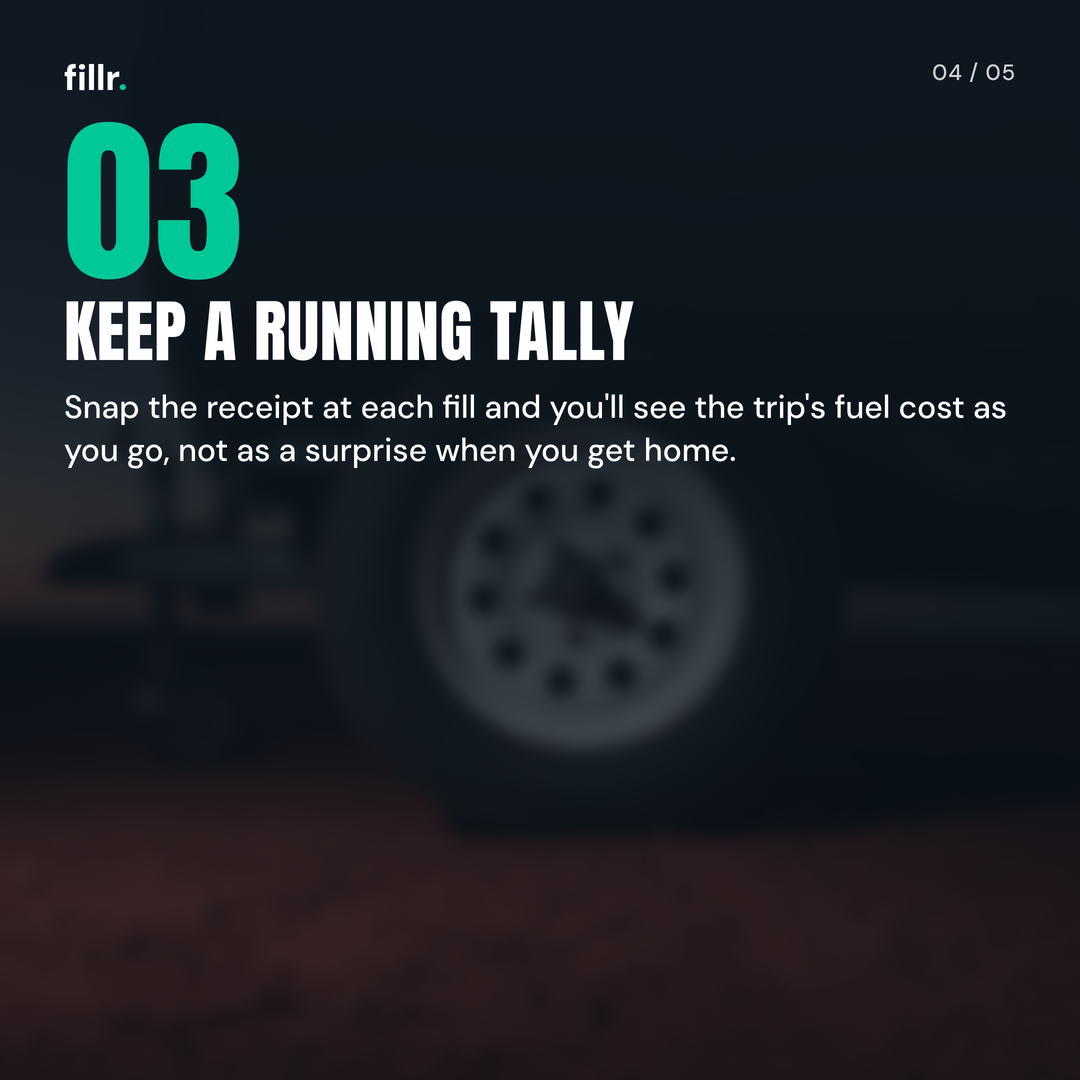 fillr.
04 / 05
03
KEEP A RUNNING TALLY
Snap the receipt at each fill and you'll see the trip's fuel cost as
you go, not as a surprise when you get home.